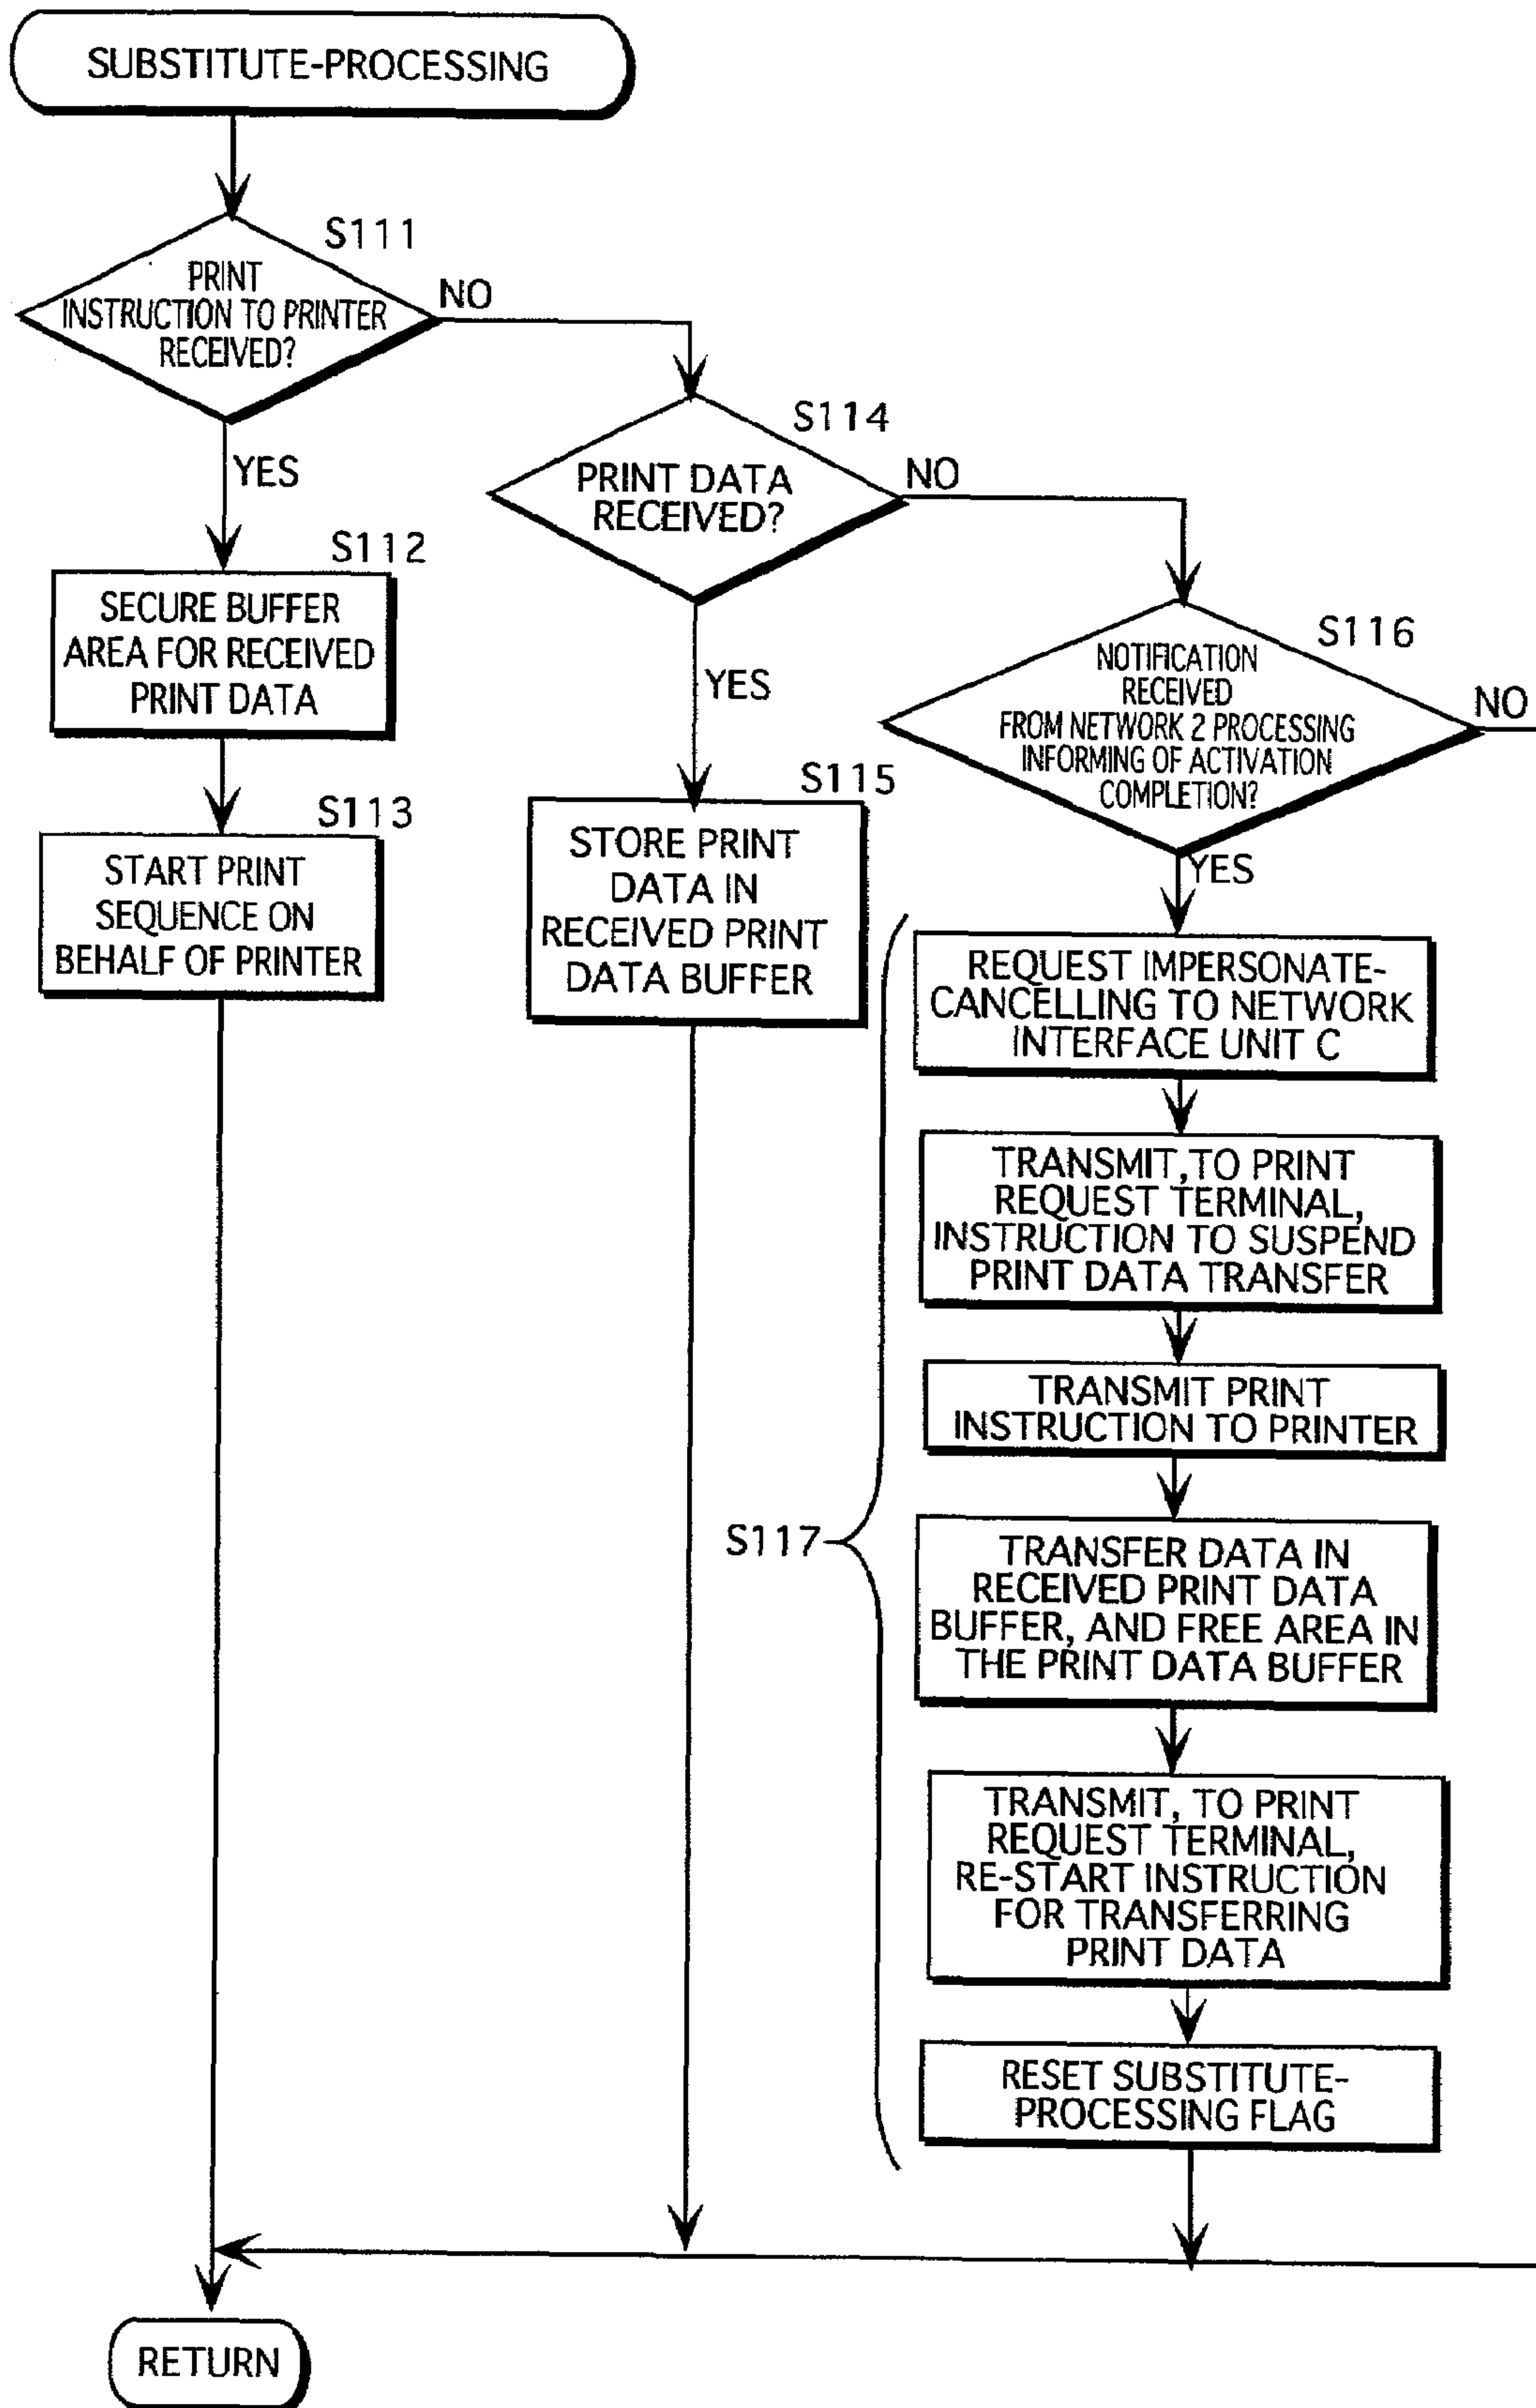 SUBSTITUTE-PROCESSING
S111
PRINT
INSTRUCTION TO PRINTER
RECEIVED?
NO
YES
S112
SECURE BUFFER
AREA FOR RECEIVED
PRINT DATA
S113
START PRINT
SEQUENCE ON
BEHALF OF PRINTER
S114
PRINT DATA
RECEIVED?
NO
YES
S115
STORE PRINT
DATA IN
RECEIVED PRINT
DATA BUFFER
S116
NOTIFICATION
RECEIVED
FROM NETWORK 2 PROCESSING
INFORMING OF ACTIVATION
COMPLETION?
NO
YES
S117
REQUEST IMPERSONATE-
CANCELLING TO NETWORK
INTERFACE UNIT C
TRANSMIT,TO PRINT
REQUEST TERMINAL,
INSTRUCTION TO SUSPEND
PRINT DATA TRANSFER
TRANSMIT PRINT
INSTRUCTION TO PRINTER
TRANSFER DATA IN
RECEIVED PRINT DATA
BUFFER, AND FREE AREA IN
THE PRINT DATA BUFFER
TRANSMIT, TO PRINT
REQUEST TERMINAL,
RE-START INSTRUCTION
FOR TRANSFERRING
PRINT DATA
RESET SUBSTITUTE-
PROCESSING FLAG
RETURN